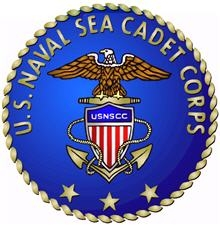 U.S. NAVAL SEA CADET CORPS
USNSCC